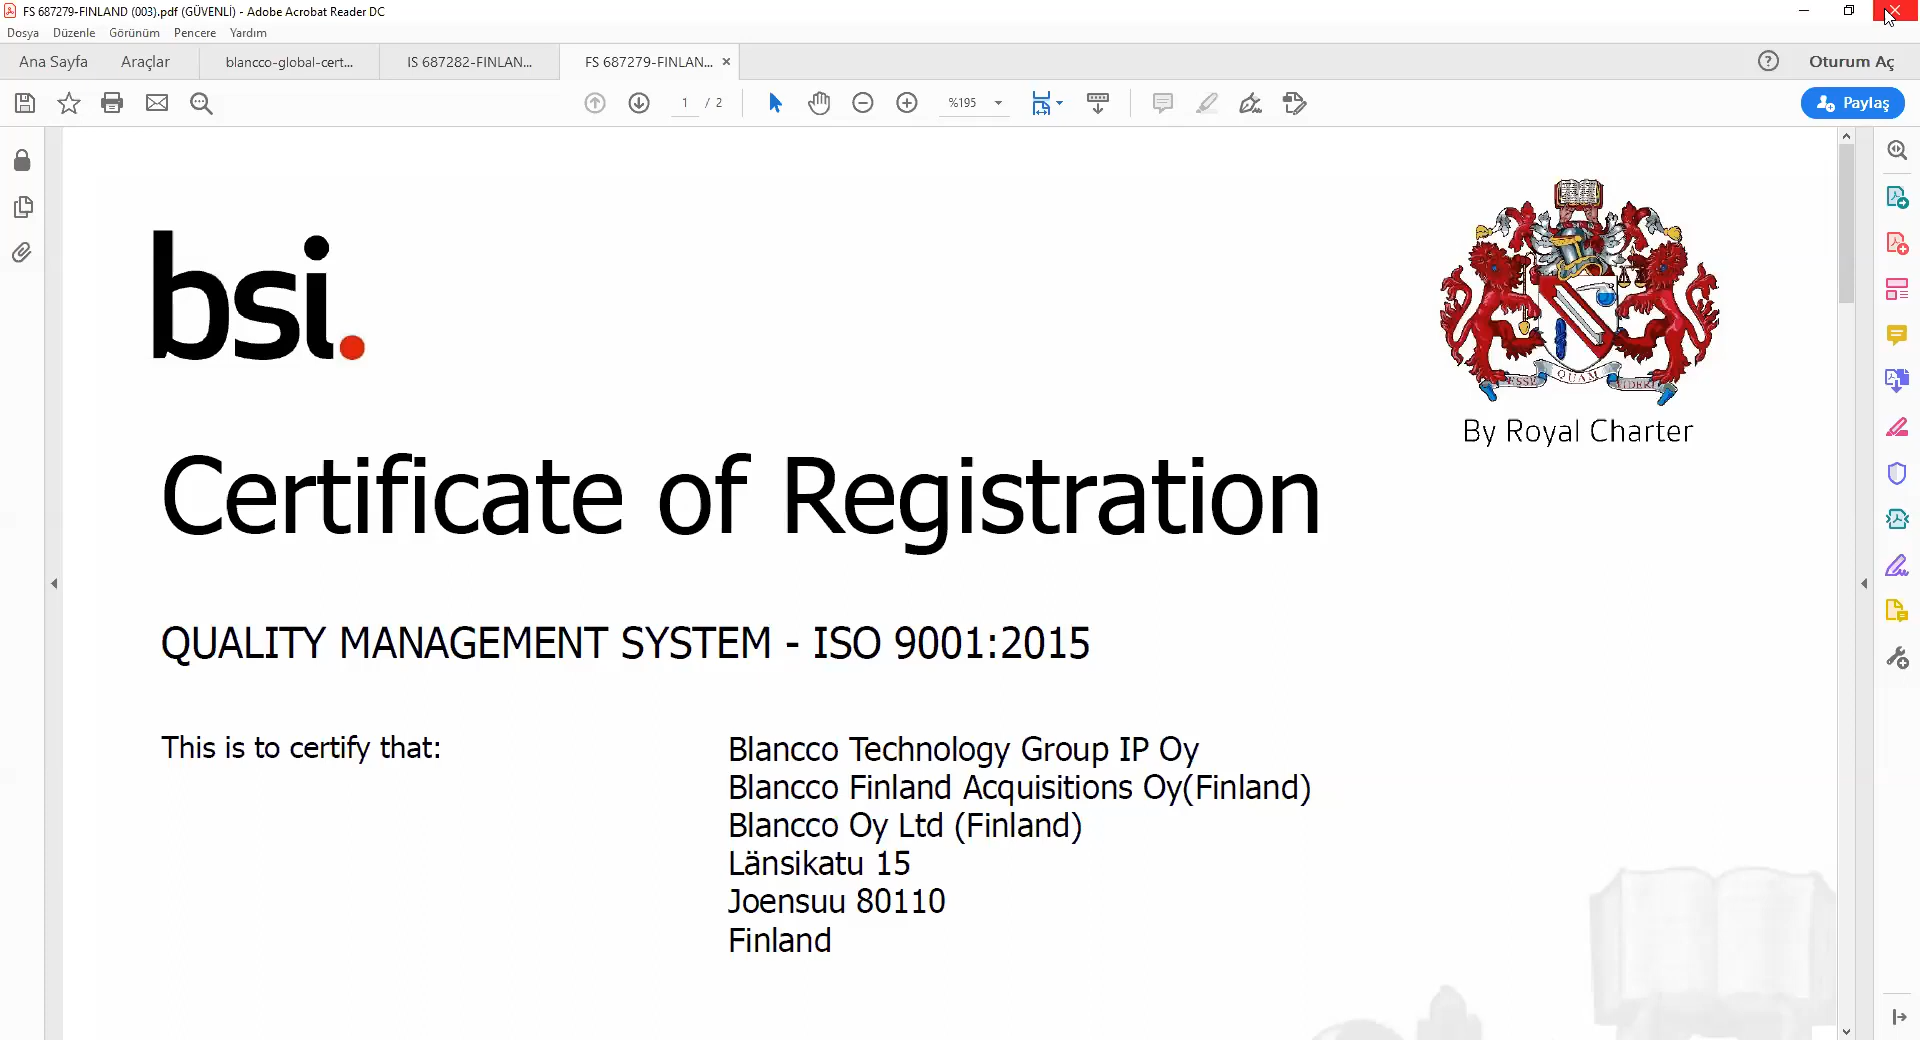 FS 687279-FINLAND (003).pdf (GÜVENLİ) - Adobe Acrobat Reader DC
Dosya Düzenle Görünüm Pencere Yardım
Ana Sayfa Araçlar blancco-global-cert... IS 687282-FINLAN... FS 687279-FINLAN... Oturum Aç
1 / 2 %195 Paylaş
bsi.
ESSE QUAM VIDERI
By Royal Charter
Certificate of Registration
QUALITY MANAGEMENT SYSTEM - ISO 9001:2015
This is to certify that:
Blancco Technology Group IP Oy
Blancco Finland Acquisitions Oy(Finland)
Blancco Oy Ltd (Finland)
Länsikatu 15
Joensuu 80110
Finland